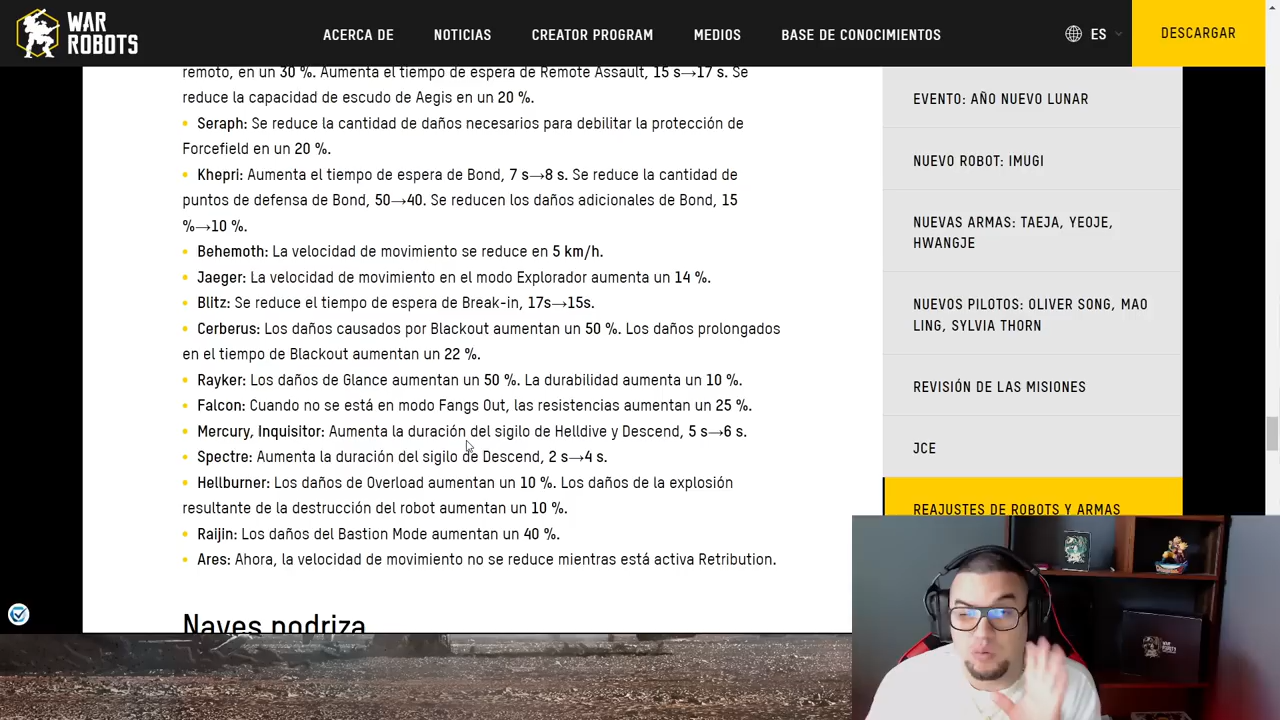 WAR
ROBOTS
ACERCA DE
NOTICIAS
CREATOR PROGRAM
MEDIOS
BASE DE CONOCIMIENTOS
ES
DESCARGAR
remoto, en un 30 %. Aumenta el tiempo de espera de Remote Assault, 15 s→17 s. Se
reduce la capacidad de escudo de Aegis en un 20 %.
• Seraph: Se reduce la cantidad de daños necesarios para debilitar la protección de
Forcefield en un 20 %.
• Khepri: Aumenta el tiempo de espera de Bond, 7 s→8 s. Se reduce la cantidad de
puntos de defensa de Bond, 50→40. Se reducen los daños adicionales de Bond, 15
%→10 %.
• Behemoth: La velocidad de movimiento se reduce en 5 km/h.
• Jaeger: La velocidad de movimiento en el modo Explorador aumenta un 14 %.
• Blitz: Se reduce el tiempo de espera de Break-in, 17s→15s.
• Cerberus: Los daños causados por Blackout aumentan un 50 %. Los daños prolongados
en el tiempo de Blackout aumentan un 22 %.
• Rayker: Los daños de Glance aumentan un 50 %. La durabilidad aumenta un 10 %.
• Falcon: Cuando no se está en modo Fangs Out, las resistencias aumentan un 25 %.
• Mercury, Inquisitor: Aumenta la duración del sigilo de Helldive y Descend, 5 s→6 s.
• Spectre: Aumenta la duración del sigilo de Descend, 2 s→4 s.
• Hellburner: Los daños de Overload aumentan un 10 %. Los daños de la explosión
resultante de la destrucción del robot aumentan un 10 %.
• Raijin: Los daños del Bastion Mode aumentan un 40 %.
• Ares: Ahora, la velocidad de movimiento no se reduce mientras está activa Retribution.
Naves nodriza
EVENTO: AÑO NUEVO LUNAR
NUEVO ROBOT: IMUGI
NUEVAS ARMAS: TAEJA, YEOJE,
HWANGJE
NUEVOS PILOTOS: OLIVER SONG, MAO
LING, SYLVIA THORN
REVISIÓN DE LAS MISIONES
JCE
REAJUSTES DE ROBOTS Y ARMAS
WAR
ROBOTS